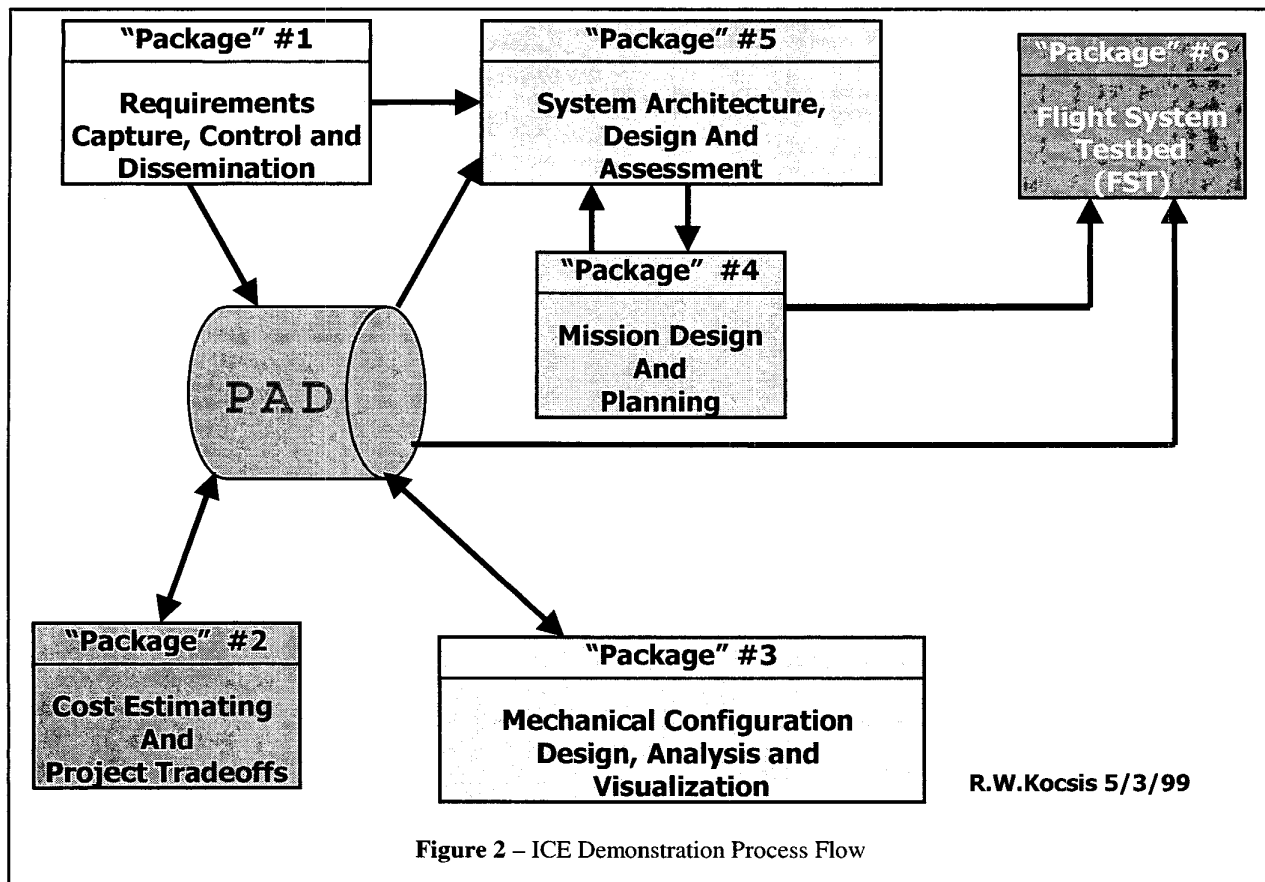 "Package" #1
Requirements
Capture, Control and
Dissemination
"Package" #5
System Architecture,
Design And
Assessment
"Package" #6
Flight System
Testbed
(FST)
"Package" #4
Mission Design
And
Planning
PAD
"Package" #2
Cost Estimating
And
Project Tradeoffs
"Package" #3
Mechanical Configuration
Design, Analysis and
Visualization
R.W.Kocsis 5/3/99
Figure 2 – ICE Demonstration Process Flow